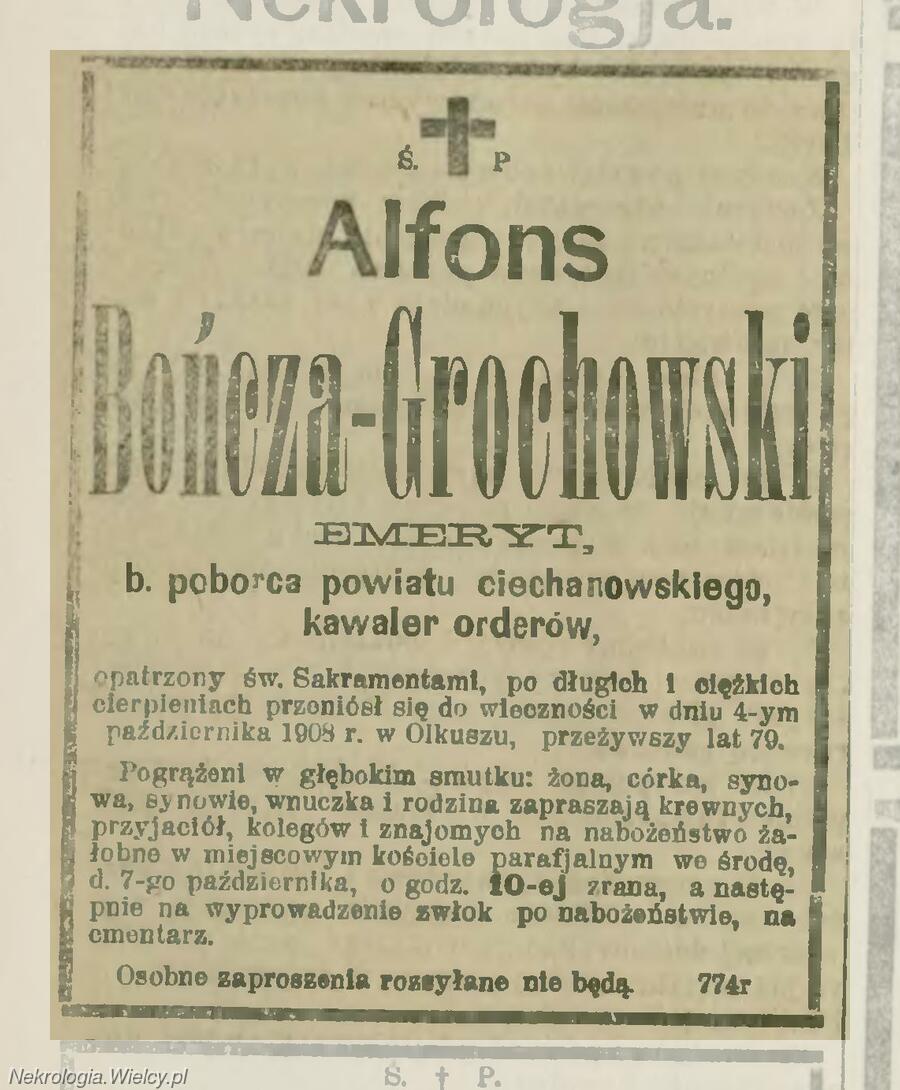 Nekrologja.
Ś. P
Alfons
Bończa-Grochowski
EMERYT,
b. poborca powiatu ciechanowskiego,
kawaler orderów,
opatrzony św. Sakramentami, po długich i ciężkich
cierpieniach przeniósł się do wieczności w dniu 4-ym
października 1908 r. w Olkuszu, przeżywszy lat 79.
Pogrążeni w głębokim smutku: żona, córka, syno-
wa, synowie, wnuczka i rodzina zapraszają krewnych,
przyjaciół, kolegów i znajomych na nabożeństwo ża-
łobne w miejscowym kościele parafjalnym we środę,
d. 7-go października, o godz. 10-ej zrana, a nastę-
pnie na wyprowadzenie zwłok po nabożeństwie, na
cmentarz.
Osobne zaproszenia rozsyłane nie będą. 774r
Ś. † P.
Nekrologia.Wielcy.pl